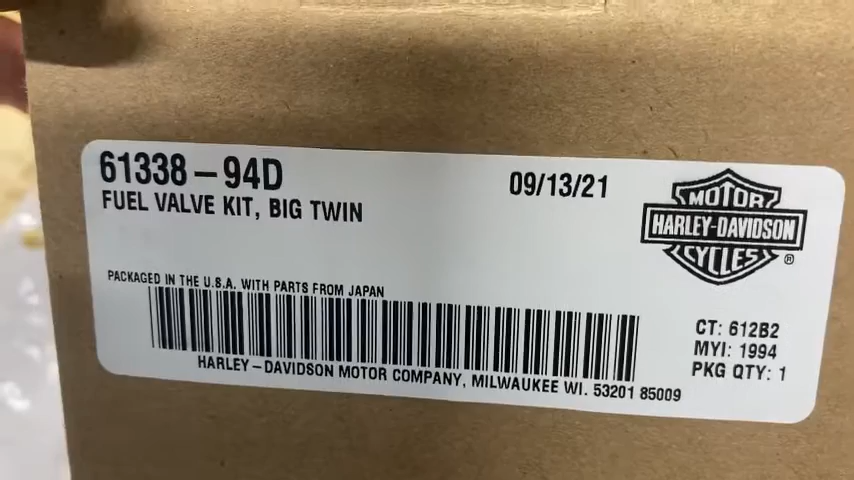 61338-94D
FUEL VALVE KIT, BIG TWIN
09/13/21
MOTOR
HARLEY-DAVIDSON
CYCLES
®
PACKAGED IN THE U.S.A. WITH PARTS FROM JAPAN
CT: 612B2
MYI: 1994
PKG QTY: 1
HARLEY-DAVIDSON MOTOR COMPANY, MILWAUKEE WI. 53201 85009